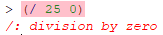 > (/ 25 0)
/: division by zero